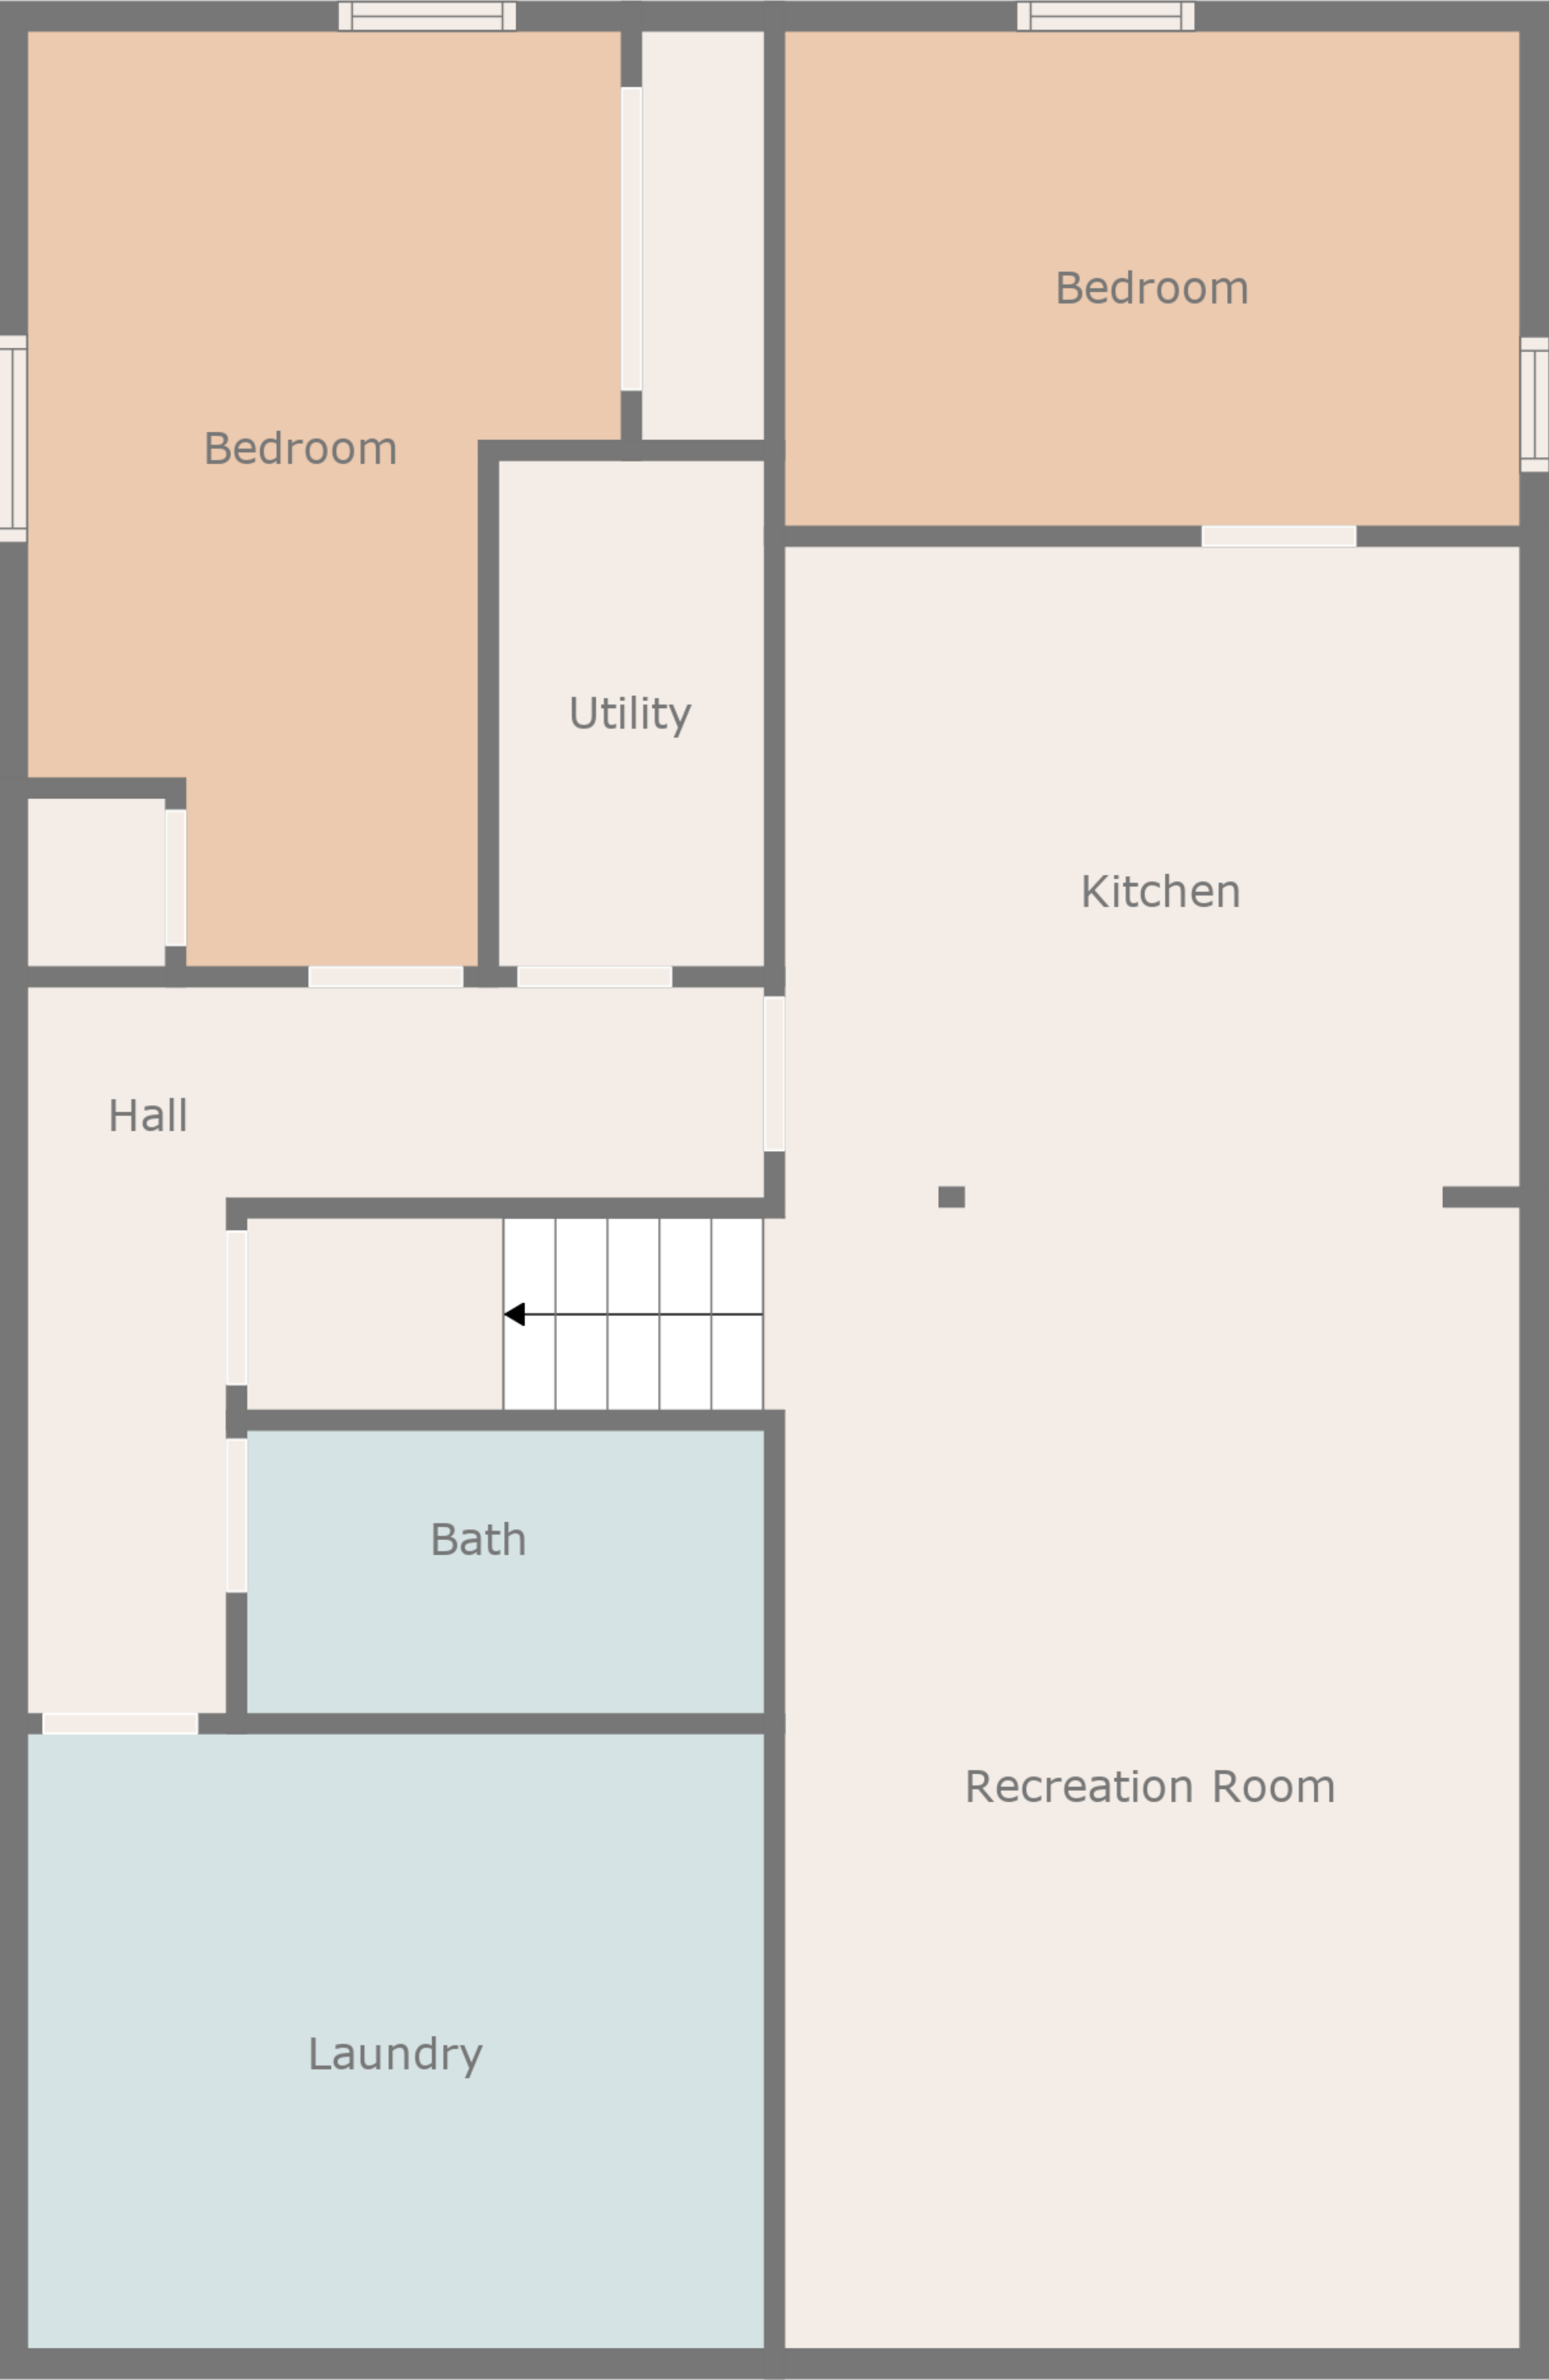 Bedroom
Bedroom
Utility
Kitchen
Hall
Bath
Recreation Room
Laundry